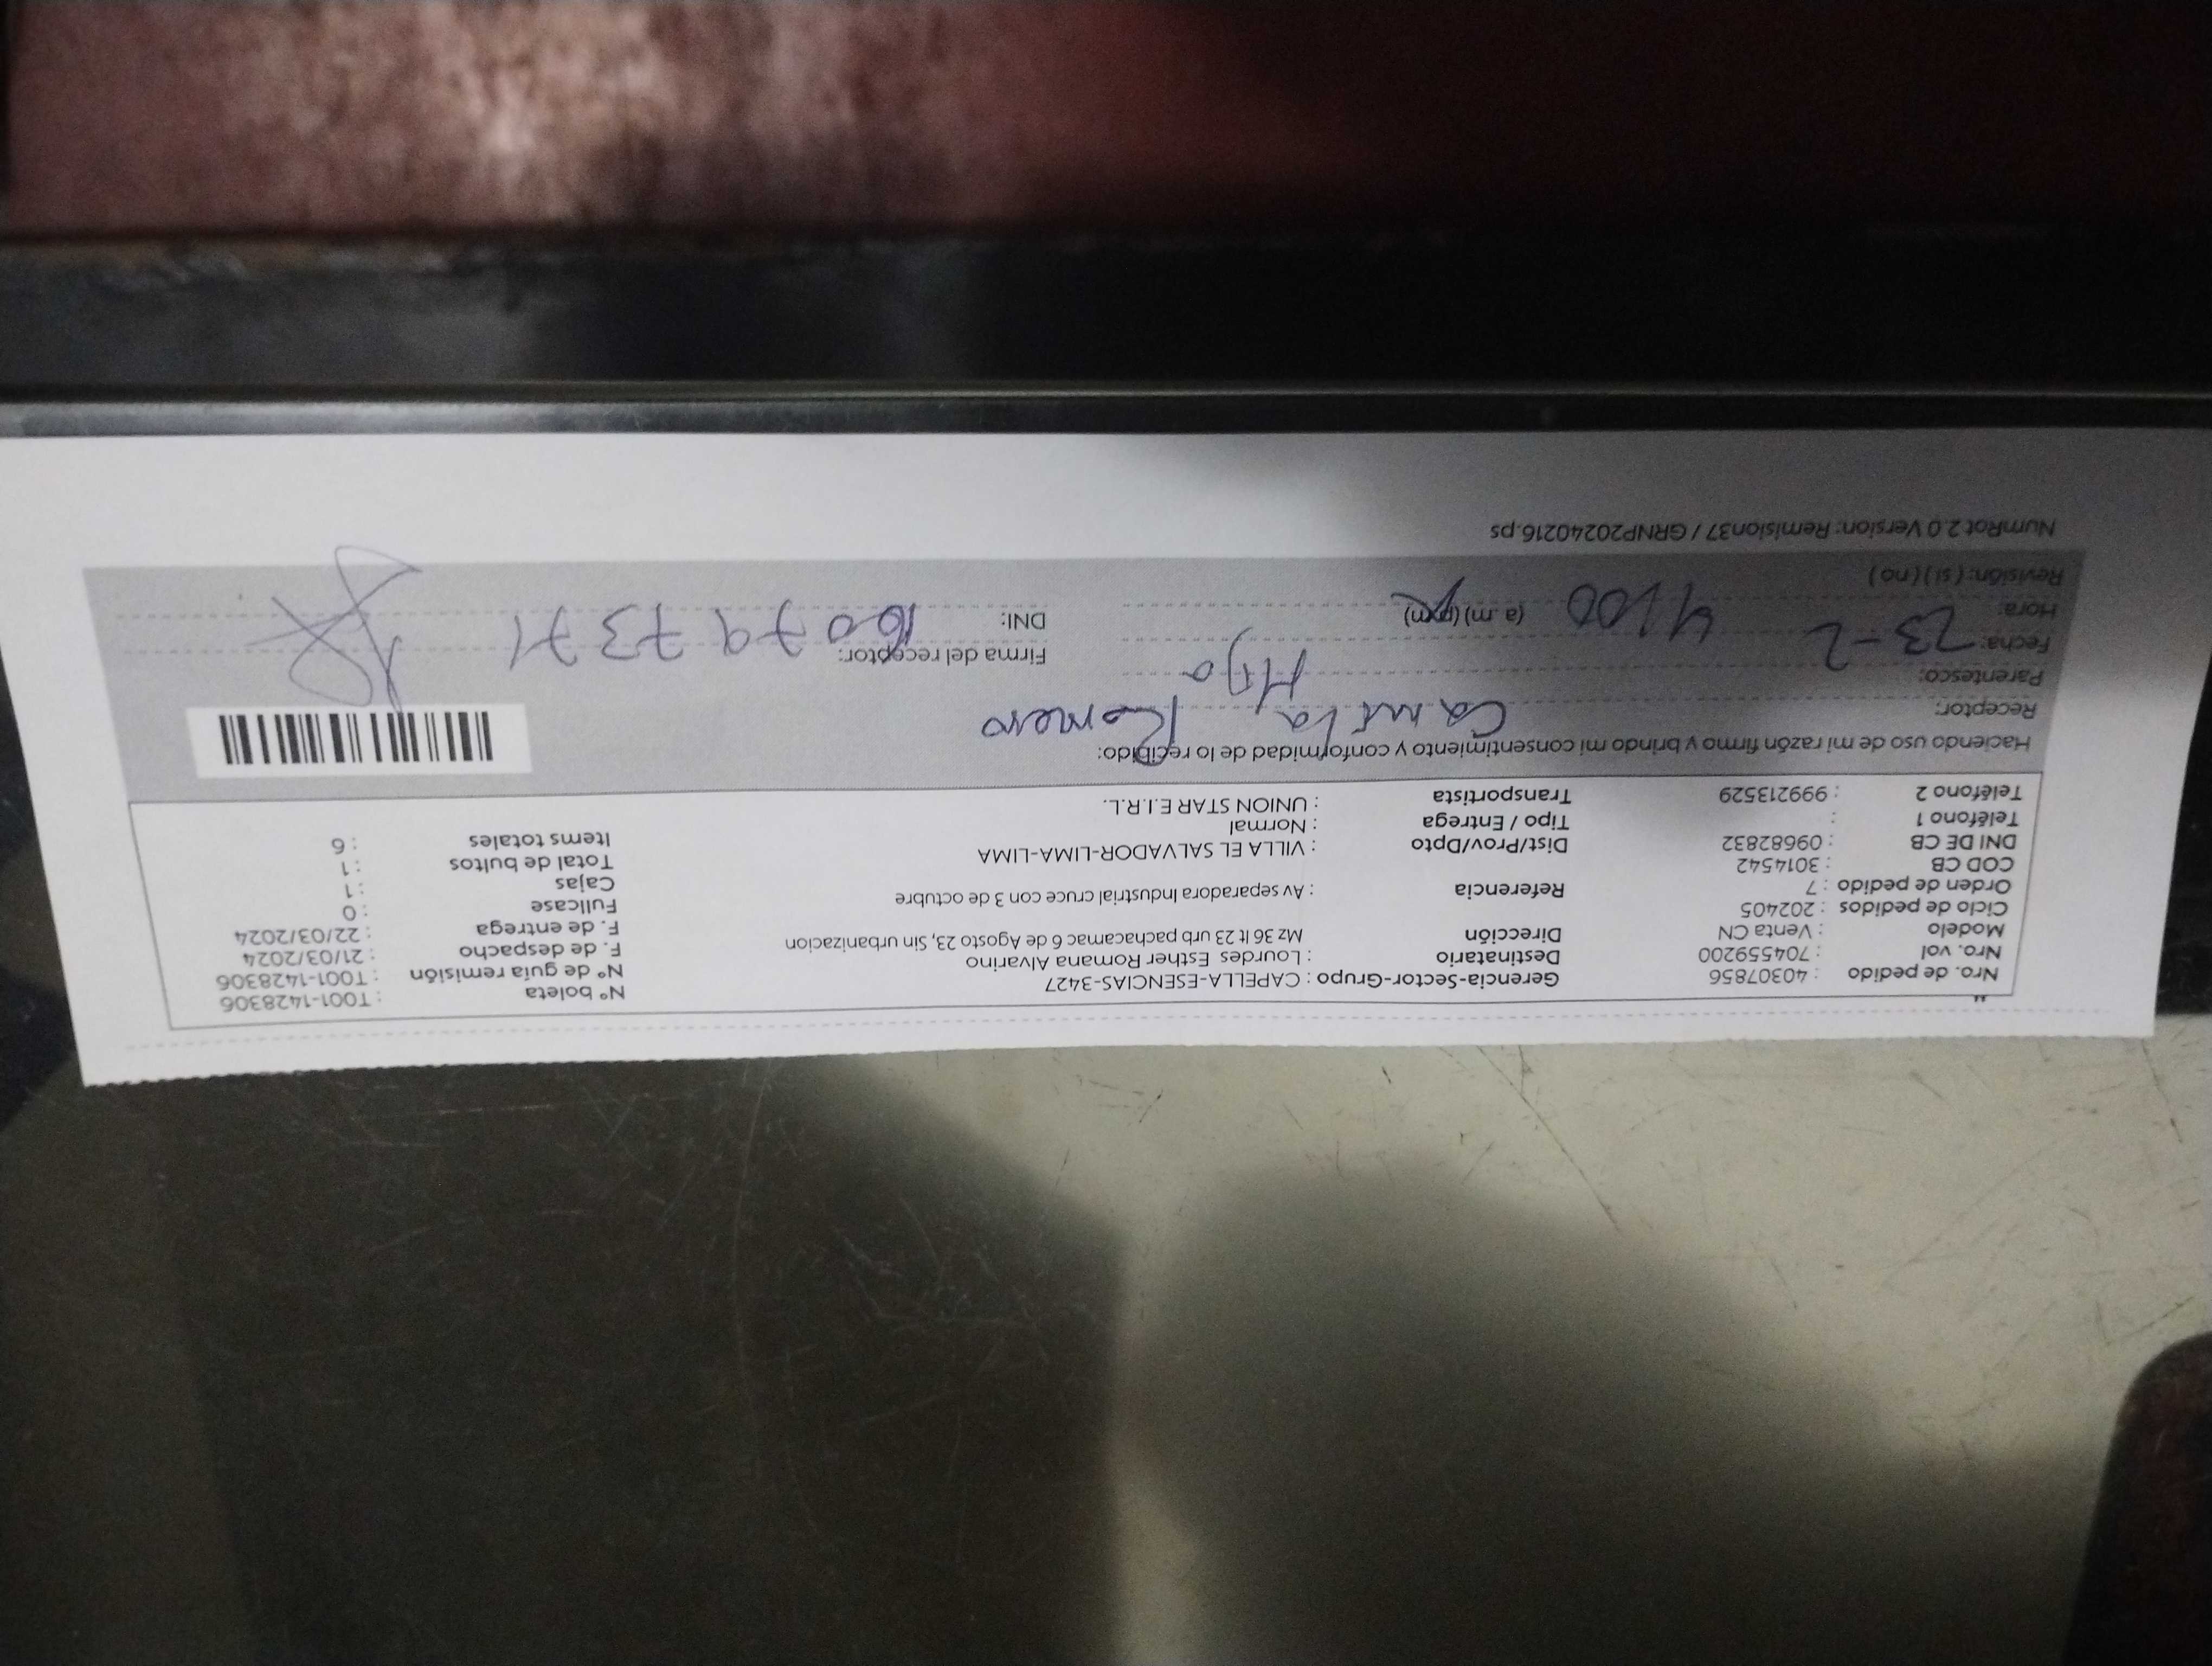 Nro. de pedido : 40307856 Gerencia-Sector-Grupo : CAPELLA-ESENCIAS-3427 N° boleta : T001-1428306
Nro. vol : 704559200 Destinatario : Lourdes Esther Romana Alvarino N° de guía remisión : T001-1428306
Modelo : Venta CN Dirección Mz 36 lt 23 urb pachacamac 6 de Agosto 23, Sin urbanizacion F. de despacho : 21/03/2024
Ciclo de pedidos : 202405 F. de entrega : 22/03/2024
Orden de pedido : 7 Referencia : Av separadora Industrial cruce con 3 de octubre Fullcase : 0
COD CB : 3014542 Cajas : 1
DNI DE CB : 09682832 Dist/Prov/Dpto : VILLA EL SALVADOR-LIMA-LIMA Total de bultos : 1
Teléfono 1 : Tipo / Entrega : Normal Items totales : 6
Teléfono 2 : 999213529 Transportista : UNION STAR E.I.R.L.
Haciendo uso de mi razón firmo y brindo mi consentimiento y conformidad de lo recibido:
Receptor: Camila Romero
Parentesco: Hijo Firma del receptor:
Fecha: 23-2
Hora: 4:00 (a .m) (p.m) DNI: 60797371
Revisión: ( si ) ( no )
NumRot 2.0 Version: Remision37 / GRNP20240216.ps